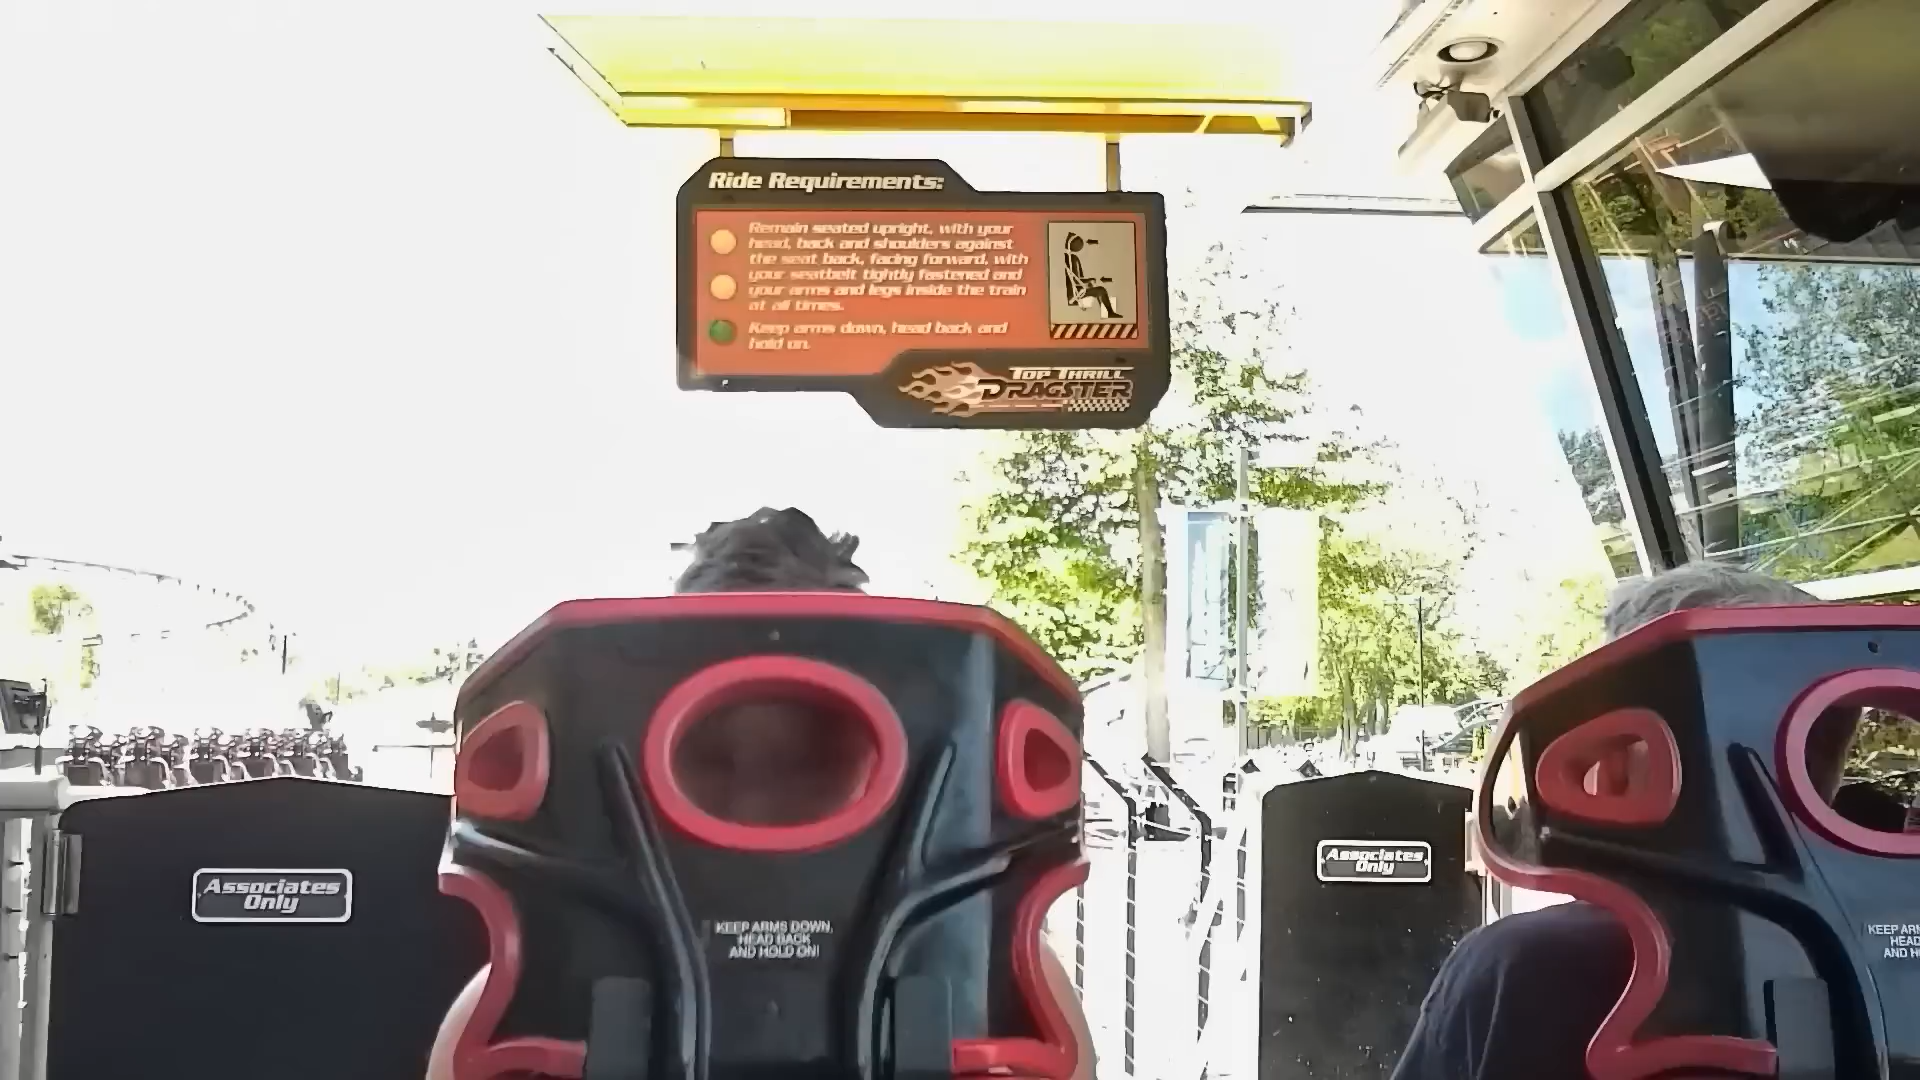 Ride Requirements:
Remain seated upright, with your
head, back and shoulders against
the seat back, facing forward, with
your seatbelt tightly fastened and
your arms and legs inside the train
at all times.
Keep arms down, head back and
hold on.
TOP THRILL
DRAGSTER
Associates
Only
KEEP ARMS DOWN,
HEAD BACK
AND HOLD ON!
Associates
Only
KEEP
HEAD
AND